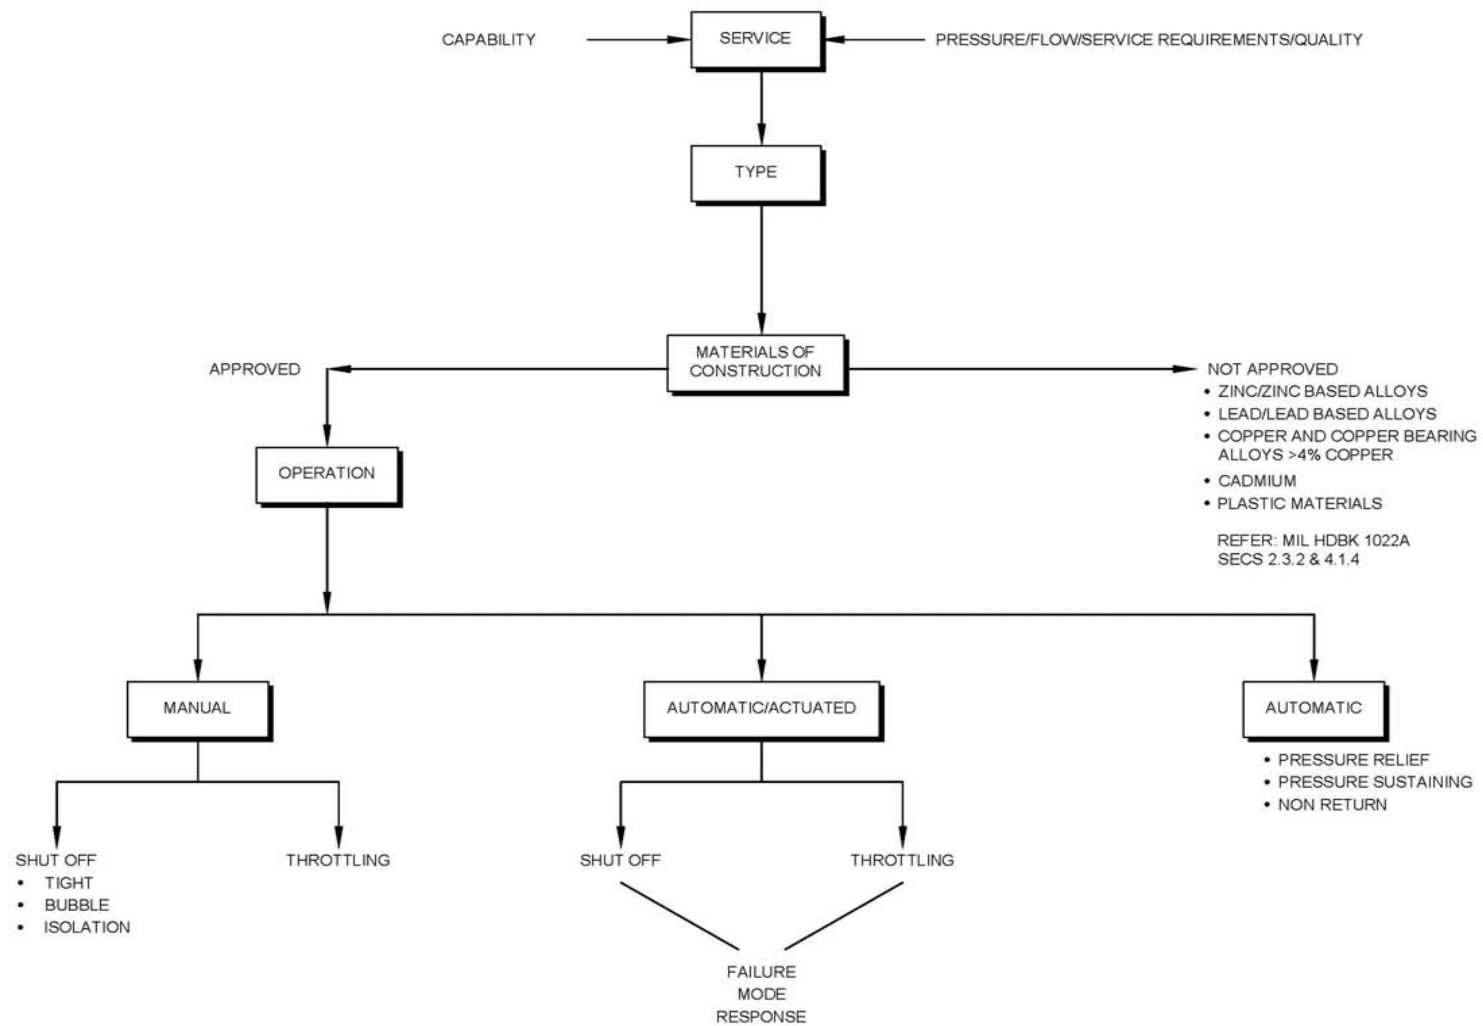 CAPABILITY
SERVICE
PRESSURE/FLOW/SERVICE REQUIREMENTS/QUALITY
TYPE
MATERIALS OF
CONSTRUCTION
APPROVED
NOT APPROVED
• ZINC/ZINC BASED ALLOYS
• LEAD/LEAD BASED ALLOYS
• COPPER AND COPPER BEARING
ALLOYS >4% COPPER
• CADMIUM
• PLASTIC MATERIALS
REFER: MIL HDBK 1022A
SECS 2.3.2 & 4.1.4
OPERATION
MANUAL
AUTOMATIC/ACTUATED
AUTOMATIC
• PRESSURE RELIEF
• PRESSURE SUSTAINING
• NON RETURN
SHUT OFF
• TIGHT
• BUBBLE
• ISOLATION
THROTTLING
SHUT OFF
THROTTLING
FAILURE
MODE
RESPONSE